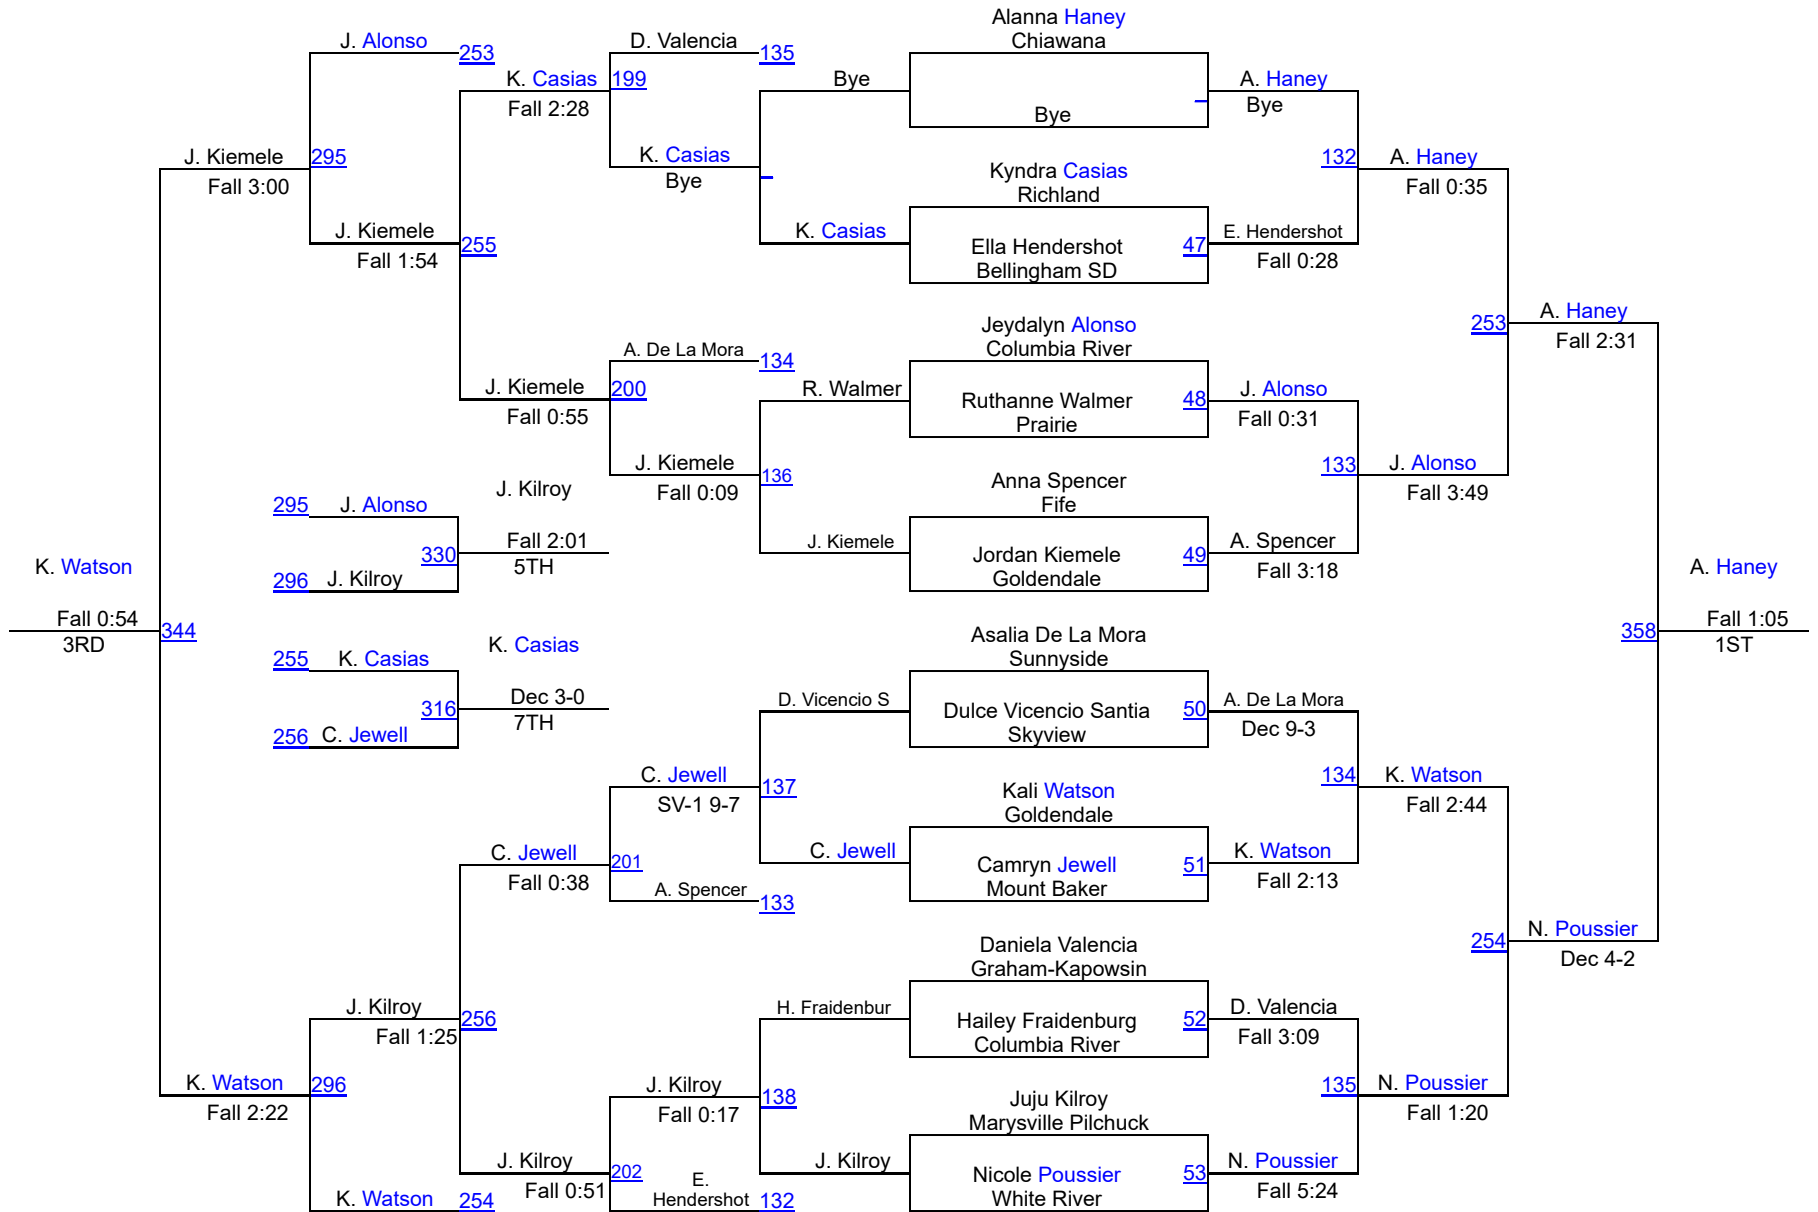 Alanna Haney
J. Alonso
D. Valencia
Chiawana
253
135
K. Casias
199
Bye
A. Haney
Fall 2:28
Bye
Bye
K. Casias
J. Kiemele
295
132
A. Haney
Bye
Kyndra Casias
Fall 3:00
Fall 0:35
Richland
J. Kiemele
K. Casias
E. Hendershot
255
Ella Hendershot
47
Fall 1:54
Fall 0:28
Bellingham SD
A. Haney
Jeydalyn Alonso
253
Fall 2:31
A. De La Mora
Columbia River
134
J. Kiemele
200
R. Walmer
J. Alonso
Ruthanne Walmer
48
Fall 0:55
Fall 0:31
Prairie
J. Kiemele
133
J. Alonso
136
J. Kilroy
Fall 0:09
Anna Spencer
Fall 3:49
295
J. Alonso
Fife
Fall 2:01
J. Kiemele
A. Spencer
330
Jordan Kiemele
49
K. Watson
5TH
Fall 3:18
A. Haney
296
J. Kilroy
Goldendale
Fall 0:54
Fall 1:05
344
358
3RD
K. Casias
Asalia De La Mora
1ST
255
K. Casias
Sunnyside
Dec 3-0
D. Vicencio S
A. De La Mora
316
Dulce Vicencio Santia
50
7TH
Dec 9-3
256
C. Jewell
Skyview
C. Jewell
137
134
K. Watson
SV-1 9-7
Kali Watson
Fall 2:44
Goldendale
C. Jewell
C. Jewell
K. Watson
201
Camryn Jewell
51
Fall 0:38
Fall 2:13
A. Spencer
Mount Baker
133
N. Poussier
Daniela Valencia
254
Dec 4-2
Graham-Kapowsin
J. Kilroy
H. Fraidenbur
D. Valencia
256
Hailey Fraidenburg
52
Fall 1:25
Fall 3:09
Columbia River
K. Watson
296
J. Kilroy
135
N. Poussier
138
Fall 2:22
Fall 0:17
Juju Kilroy
Fall 1:20
Marysville Pilchuck
J. Kilroy
J. Kilroy
N. Poussier
202
Nicole Poussier
53
Fall 0:51
E.
Fall 5:24
K. Watson
254
Hendershot
132
White River